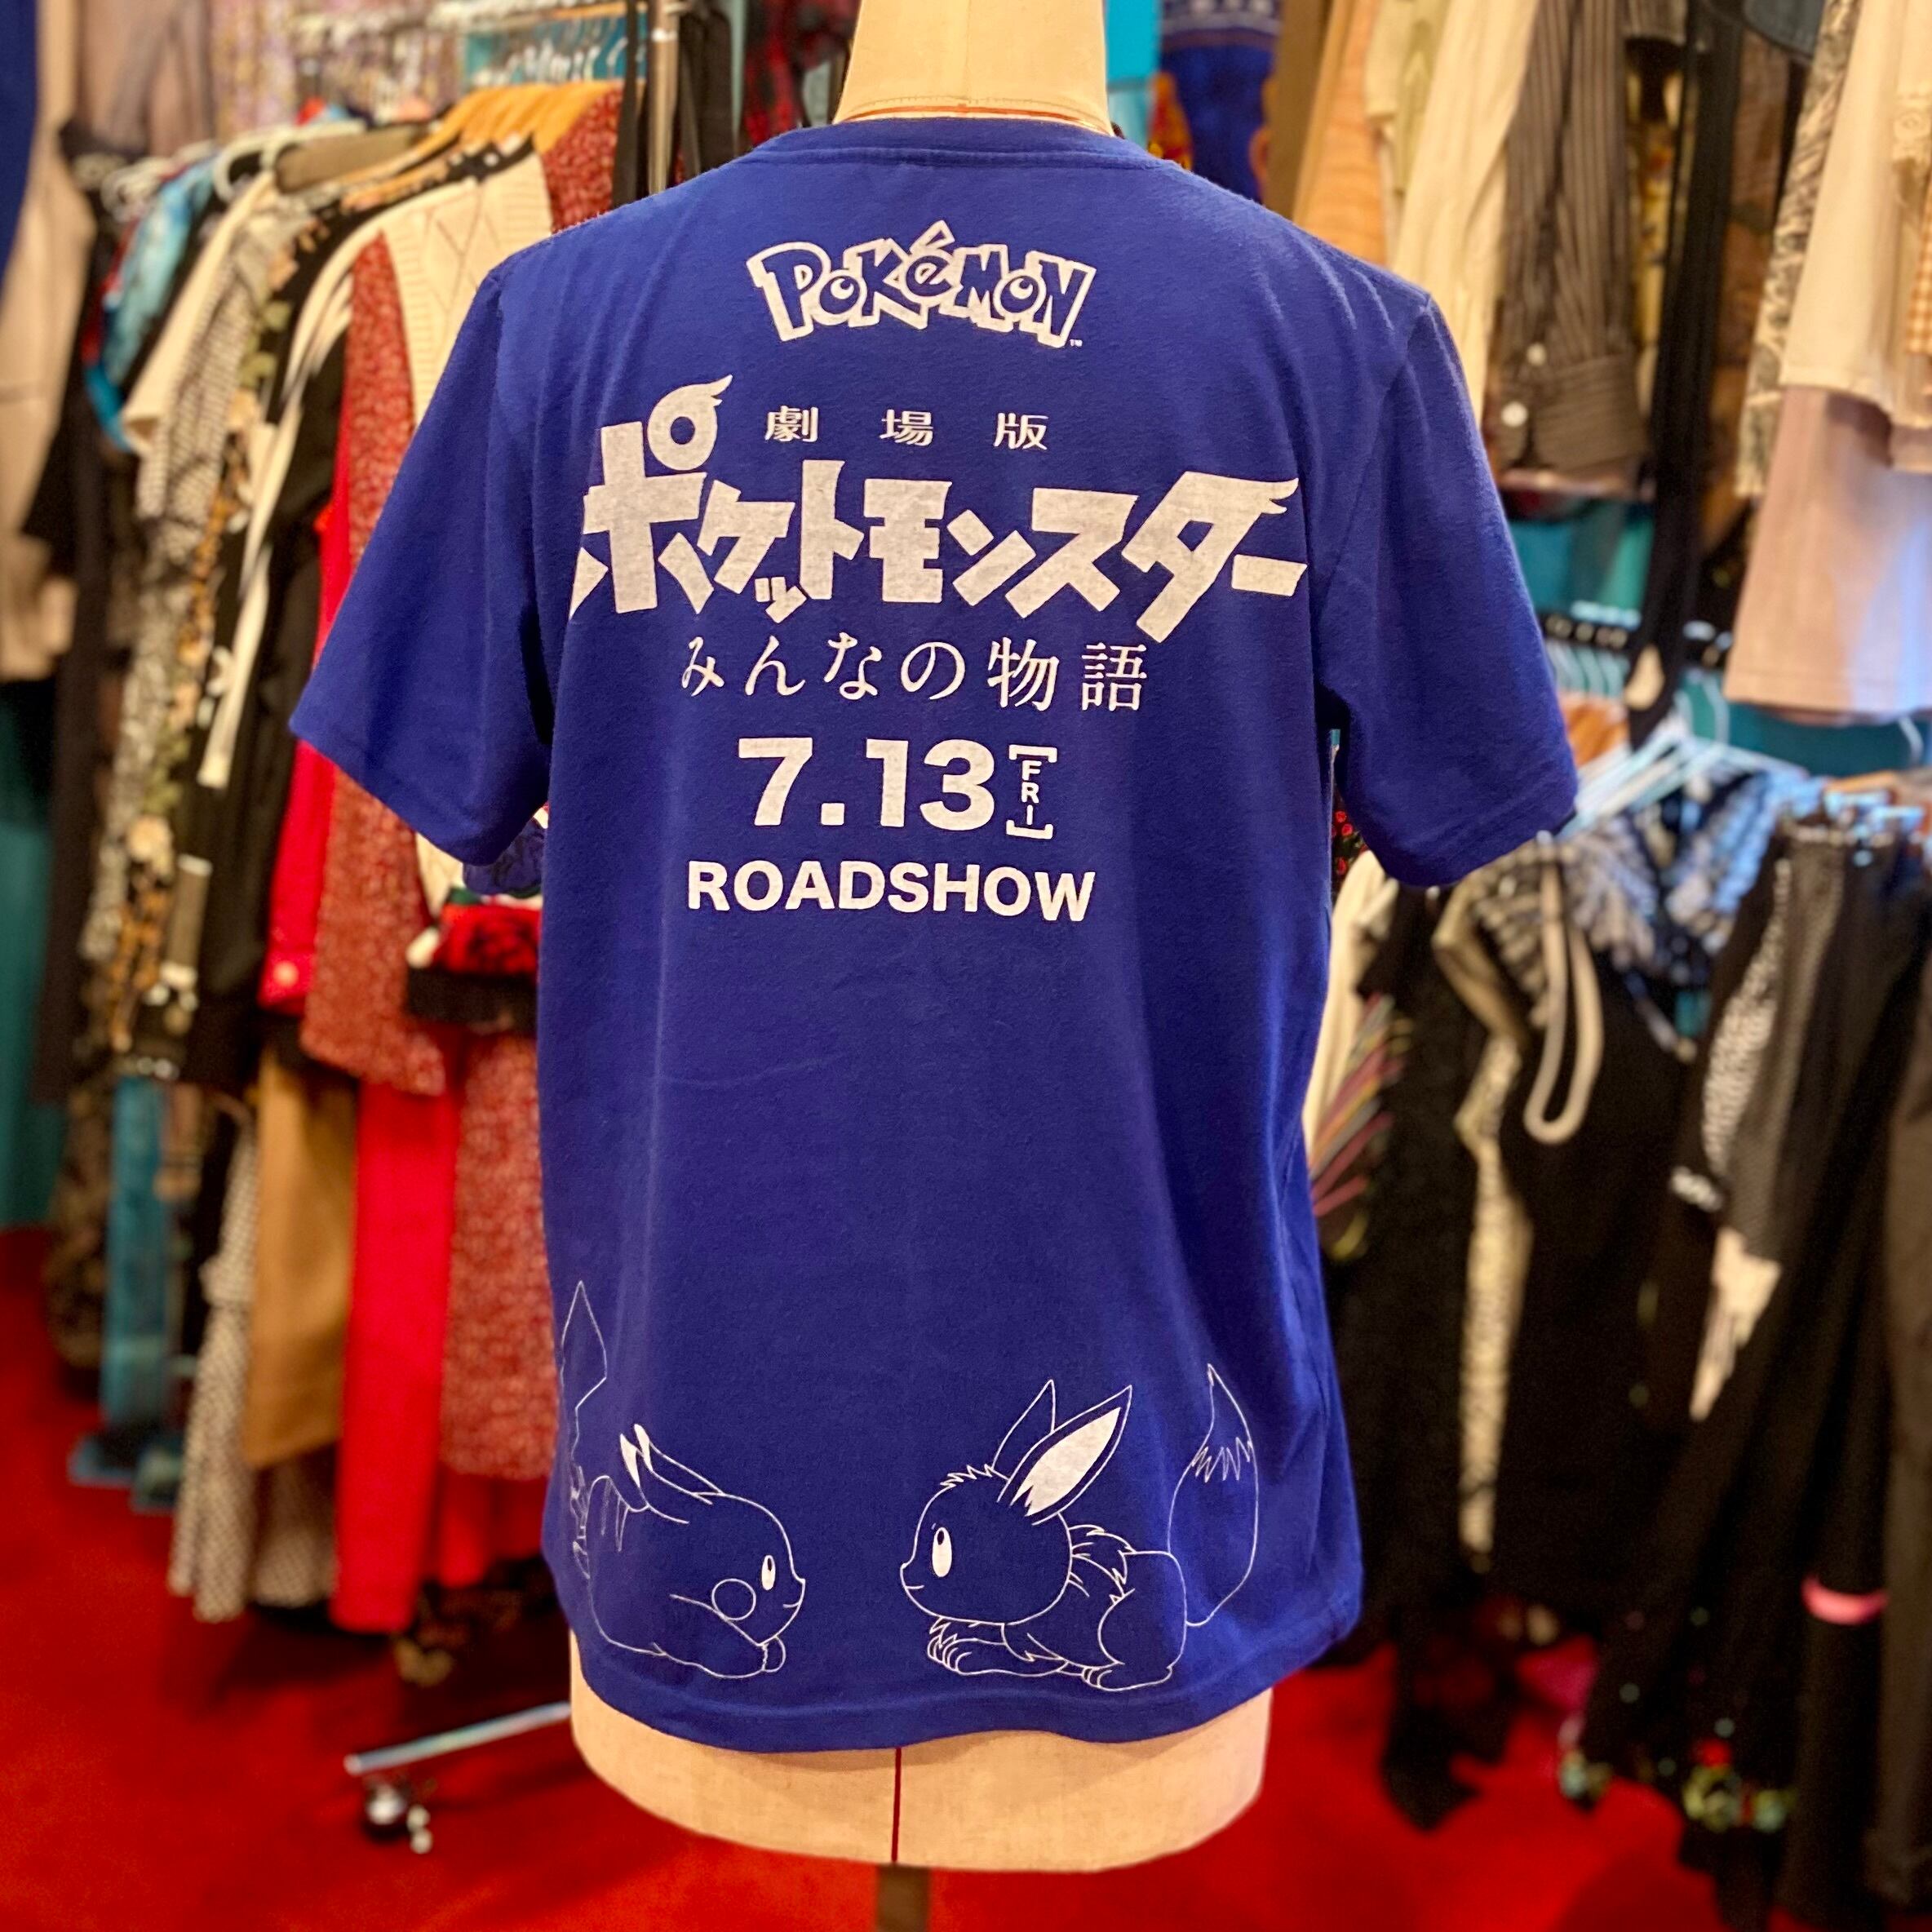 POKéMON™
劇場版
ポケットモンスター
みんなの物語
7.13[FRI]
ROADSHOW